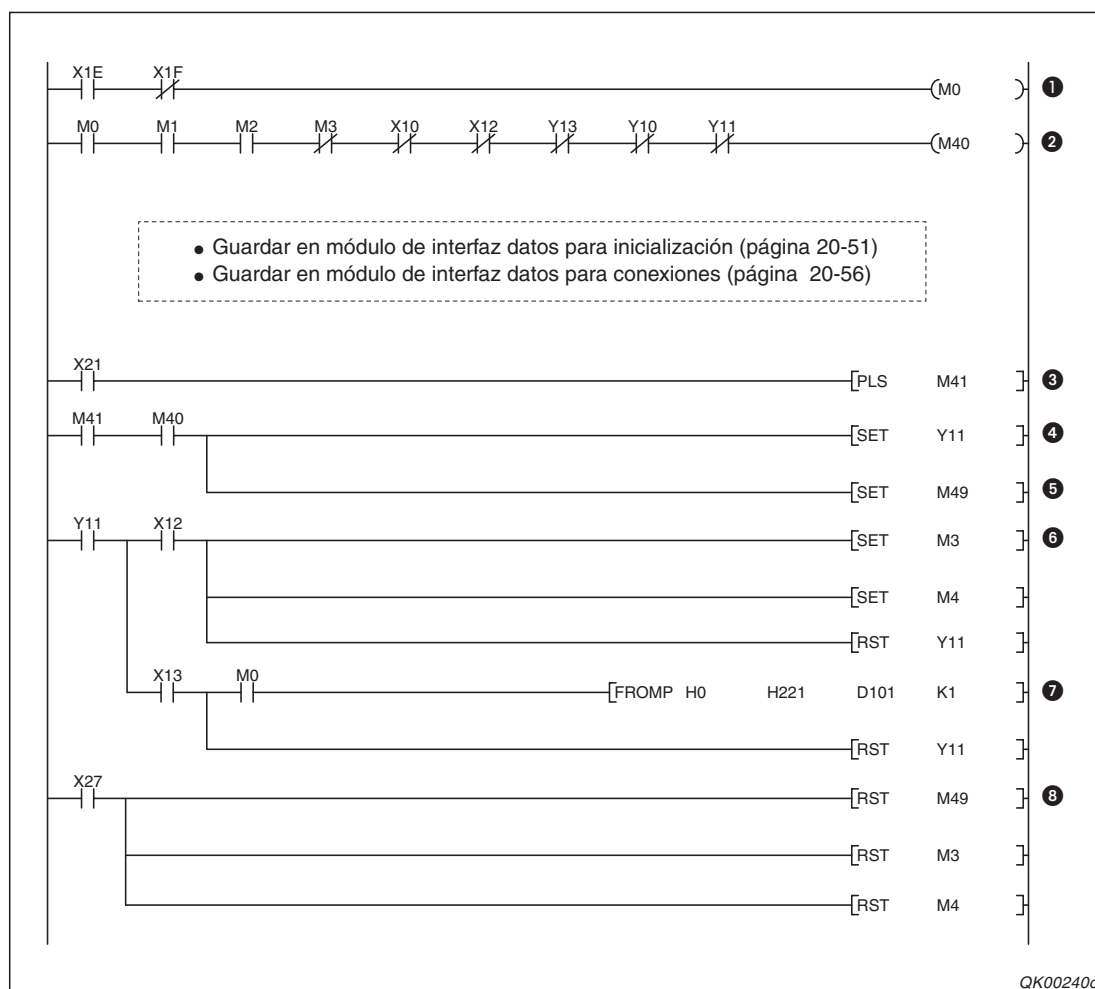 X1E X1F
(M0 ) ❶
M0 M1 M2 M3 X10 X12 Y13 Y10 Y11
(M40 ) ❷
● Guardar en módulo de interfaz datos para inicialización (página 20-51)
● Guardar en módulo de interfaz datos para conexiones (página 20-56)
X21
[PLS M41 ] ❸
M41 M40
[SET Y11 ] ❹
[SET M49 ] ❺
Y11 X12
[SET M3 ] ❻
[SET M4 ]
[RST Y11 ]
X13 M0
[FROMP H0 H221 D101 K1 ] ❼
[RST Y11 ]
X27
[RST M49 ] ❽
[RST M3 ]
[RST M4 ]
QK00240c